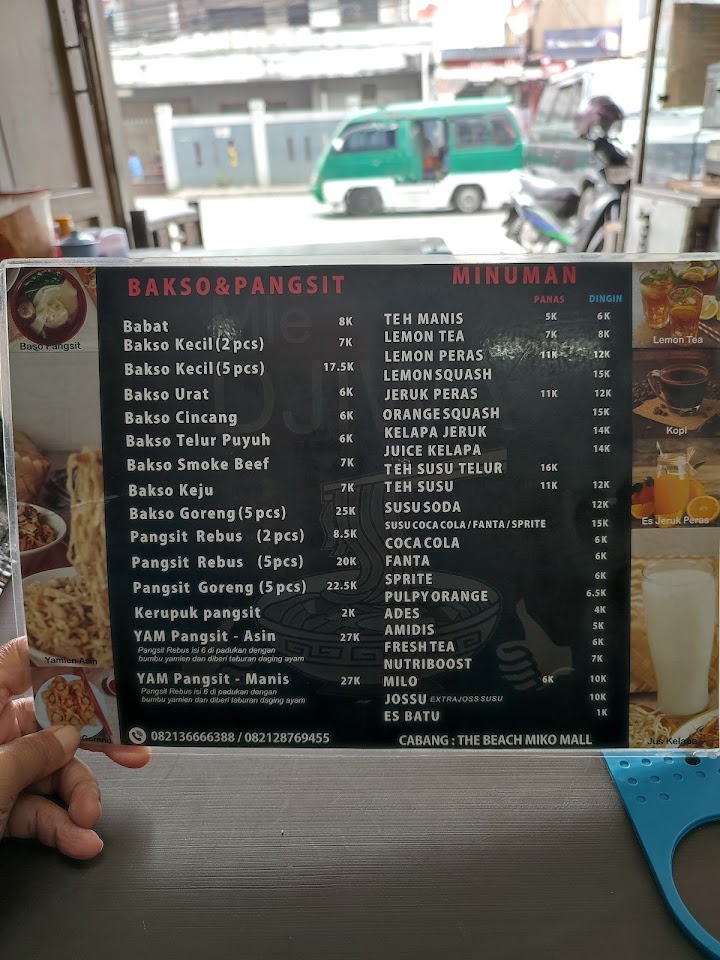 BAKSO&PANGSIT
Babat 8K
Bakso Kecil (2 pcs) 7K
Bakso Kecil (5 pcs) 17.5K
Bakso Urat 6K
Bakso Cincang 6K
Bakso Telur Puyuh 6K
Bakso Smoke Beef 7K
Bakso Keju 7K
Bakso Goreng (5 pcs) 25K
Pangsit Rebus (2 pcs) 8.5K
Pangsit Rebus (5pcs) 20K
Pangsit Goreng (5 pcs) 22.5K
Kerupuk pangsit 2K
YAM Pangsit - Asin 27K
Pangsit Rebus isi 6 di padukan dengan
bumbu yamien dan diberi taburan daging ayam
YAM Pangsit - Manis 27K
Pangsit Rebus isi 6 di padukan dengan
bumbu yamien dan diberi taburan daging ayam
082136666388 / 082128769455
MINUMAN
PANAS DINGIN
TEH MANIS 5K 6K
LEMON TEA 7K 8K
LEMON PERAS 11K 12K
LEMON SQUASH 15K
JERUK PERAS 11K 12K
ORANGE SQUASH 15K
KELAPA JERUK 14K
JUICE KELAPA 14K
TEH SUSU TELUR 16K
TEH SUSU 11K 12K
SUSU SODA 12K
SUSU COCA COLA / FANTA / SPRITE 15K
COCA COLA 6K
FANTA 6K
SPRITE 6K
PULPY ORANGE 6.5K
ADES 4K
AMIDIS 5K
FRESH TEA 6K
NUTRIBOOST 7K
MILO 6K 10K
JOSSU EXTRAJOSS SUSU 10K
ES BATU 1K
CABANG : THE BEACH MIKO MALL
Baso Pangsit
Yamien Asin
Lemon Tea
Kopi
Es Jeruk Peras
Jus Kelapa
Mie